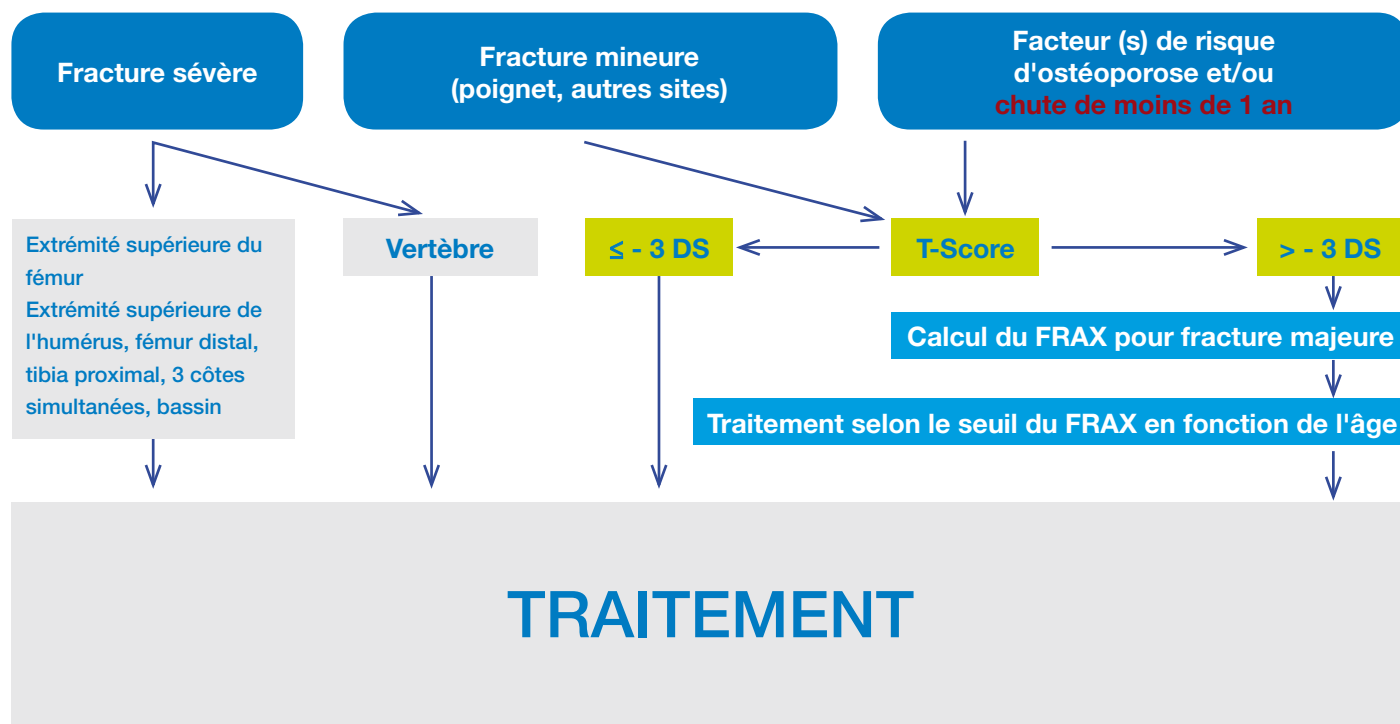 Fracture sévère
Fracture mineure
(poignet, autres sites)
Facteur (s) de risque
d'ostéoporose et/ou
chute de moins de 1 an
Extrémité supérieure du
fémur
Extrémité supérieure de
l'humérus, fémur distal,
tibia proximal, 3 côtes
simultanées, bassin
Vertèbre
≤ - 3 DS
T-Score
> - 3 DS
Calcul du FRAX pour fracture majeure
Traitement selon le seuil du FRAX en fonction de l'âge
TRAITEMENT